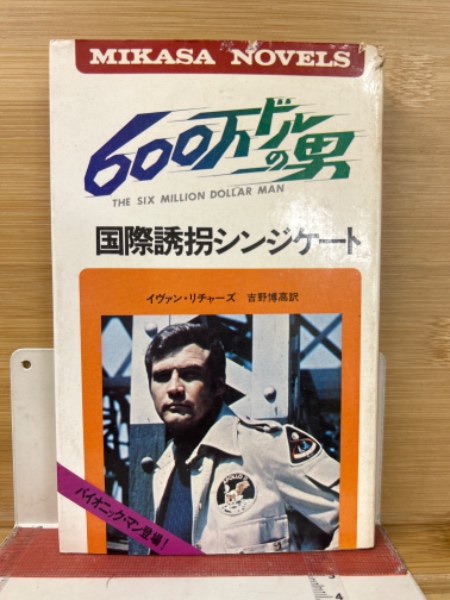 MIKASA NOVELS
600万ドルの男
THE SIX MILLION DOLLAR MAN
国際誘拐シンジケート
イヴァン・リチャーズ 吉野博高訳
バイオニック・マン登場!